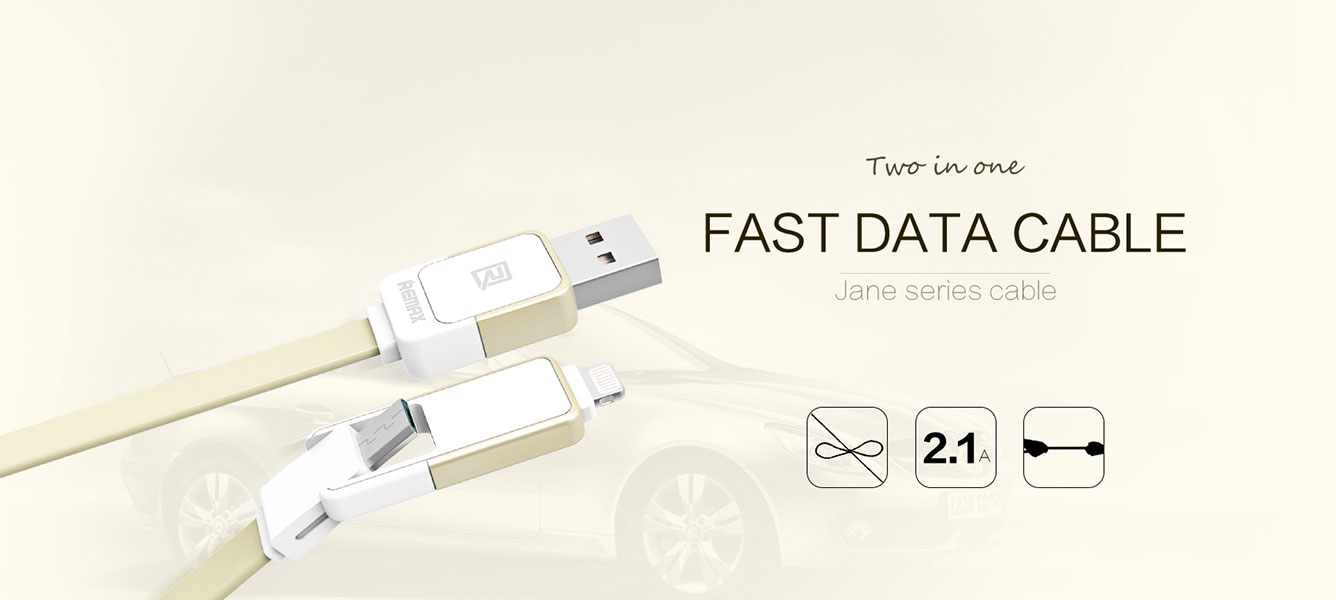 Two in one
FAST DATA CABLE
Jane series cable
REMAX
2.1A